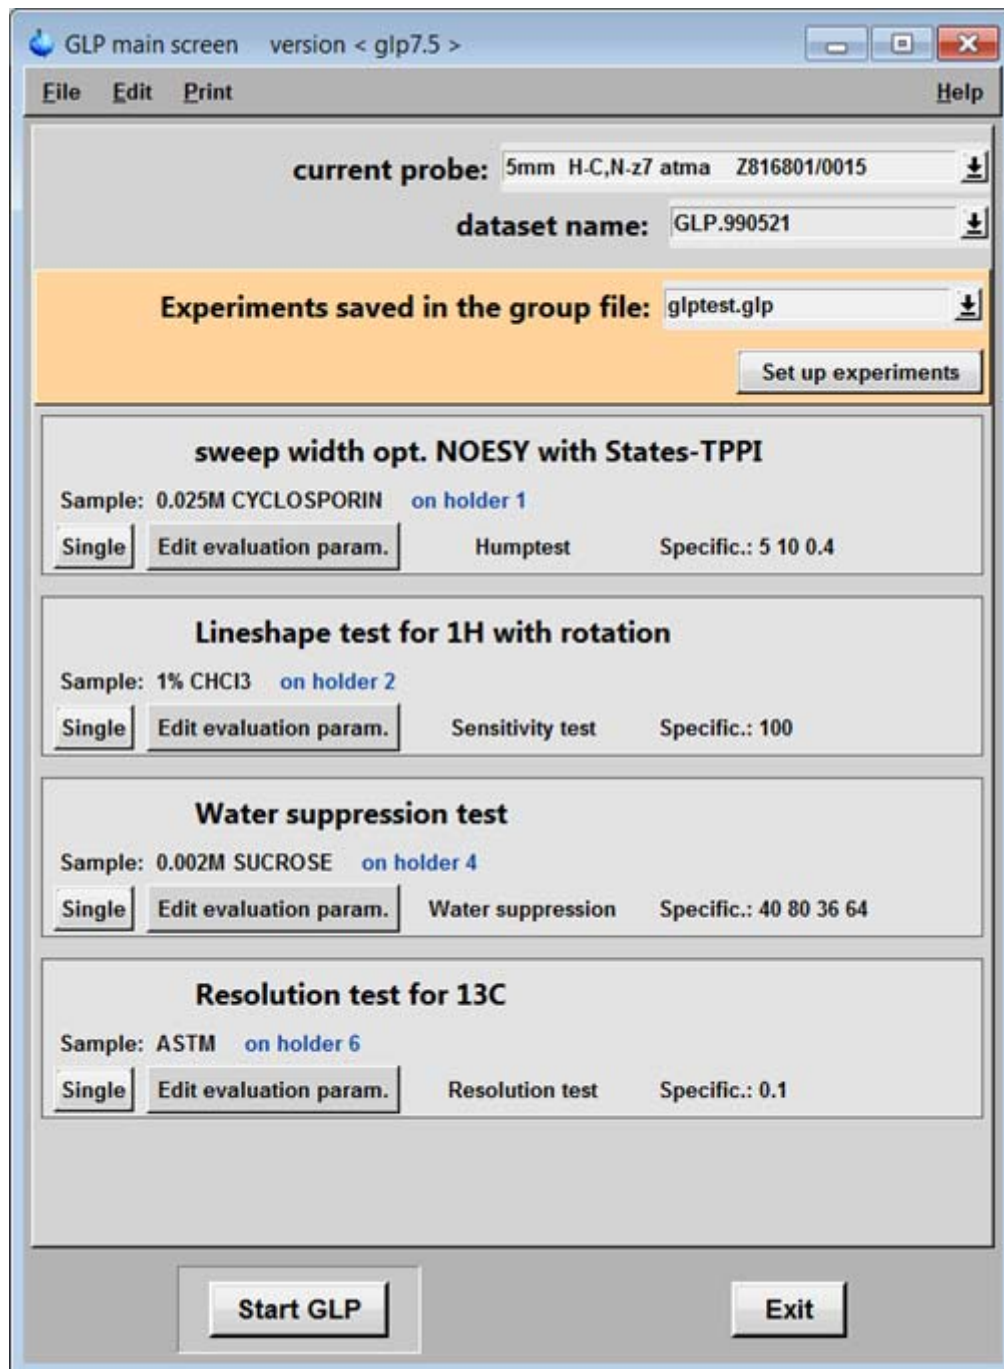 GLP main screen version < glp7.5 >
File Edit Print Help
current probe: 5mm H-C,N-z7 atma Z816801/0015
dataset name: GLP.990521
Experiments saved in the group file: glptest.glp
Set up experiments
sweep width opt. NOESY with States-TPPI
Sample: 0.025M CYCLOSPORIN on holder 1
Single Edit evaluation param. Humptest Specific.: 5 10 0.4
Lineshape test for 1H with rotation
Sample: 1% CHCl3 on holder 2
Single Edit evaluation param. Sensitivity test Specific.: 100
Water suppression test
Sample: 0.002M SUCROSE on holder 4
Single Edit evaluation param. Water suppression Specific.: 40 80 36 64
Resolution test for 13C
Sample: ASTM on holder 6
Single Edit evaluation param. Resolution test Specific.: 0.1
Start GLP Exit